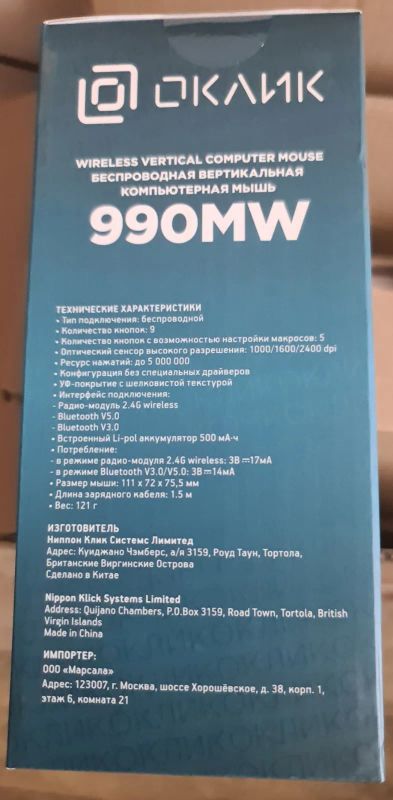 ОКЛИК
WIRELESS VERTICAL COMPUTER MOUSE
БЕСПРОВОДНАЯ ВЕРТИКАЛЬНАЯ
КОМПЬЮТЕРНАЯ МЫШЬ
990MW
ТЕХНИЧЕСКИЕ ХАРАКТЕРИСТИКИ
• Тип подключения: беспроводной
• Количество кнопок: 9
• Количество кнопок с возможностью настройки макросов: 5
• Оптический сенсор высокого разрешения: 1000/1600/2400 dpi
• Ресурс нажатий: до 5 000 000
• Конфигурация без специальных драйверов
• УФ-покрытие с шелковистой текстурой
• Интерфейс подключения:
- Радио-модуль 2.4G wireless
- Bluetooth V5.0
- Bluetooth V3.0
• Встроенный Li-pol аккумулятор 500 мА·ч
• Потребление:
- в режиме радио-модуля 2.4G wireless: 3В⎓17мА
- в режиме Bluetooth V3.0/V5.0: 3В⎓14мА
• Размер мыши: 111 x 72 x 75,5 мм
• Длина зарядного кабеля: 1.5 м
• Вес: 121 г
ИЗГОТОВИТЕЛЬ
Ниппон Клик Системс Лимитед
Адрес: Куиджано Чэмберс, а/я 3159, Роуд Таун, Тортола,
Британские Виргинские Острова
Сделано в Китае
Nippon Klick Systems Limited
Address: Quijano Chambers, P.O.Box 3159, Road Town, Tortola, British
Virgin Islands
Made in China
ИМПОРТЕР:
ООО «Марсала»
Адрес: 123007, г. Москва, шоссе Хорошёвское, д. 38, корп. 1,
этаж 6, комната 21